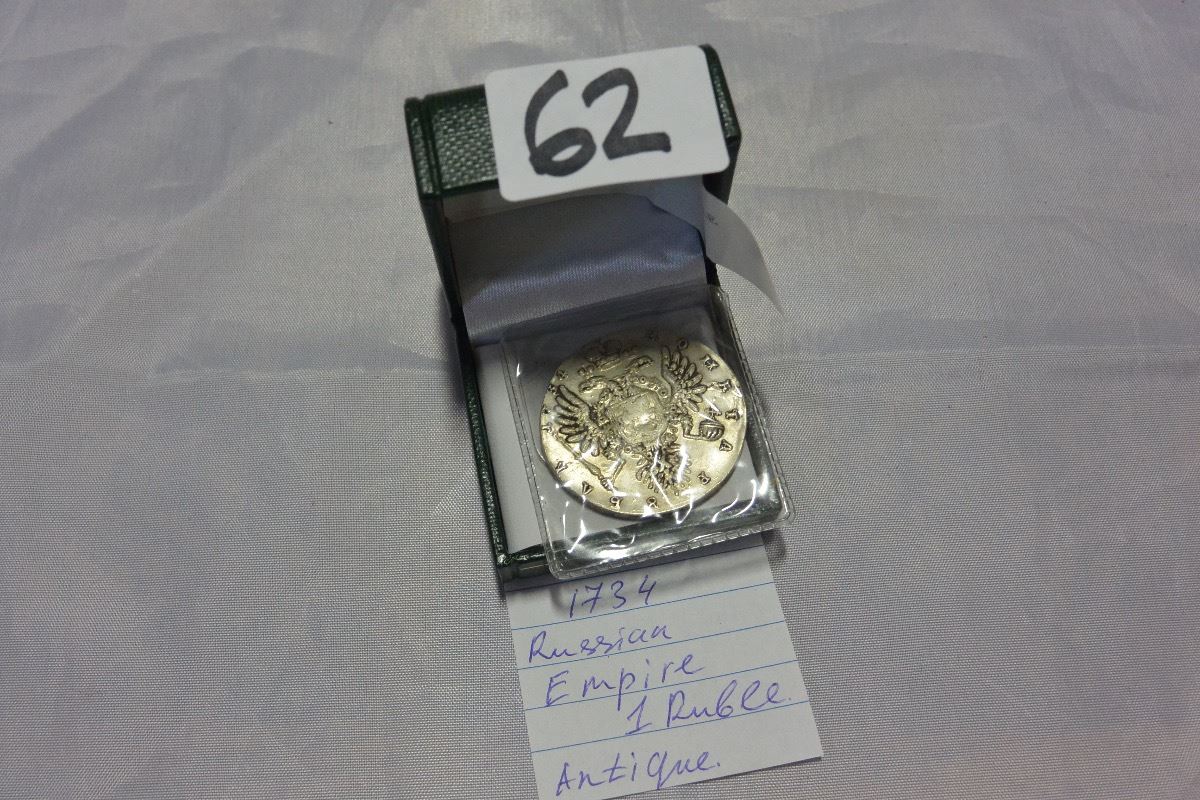 62
1734
Russian
Empire
1 Ruble.
Antique.